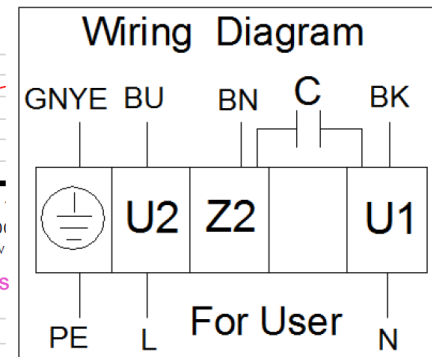 Wiring Diagram
GNYE BU BN C BK
U2 Z2 U1
For User
PE L N